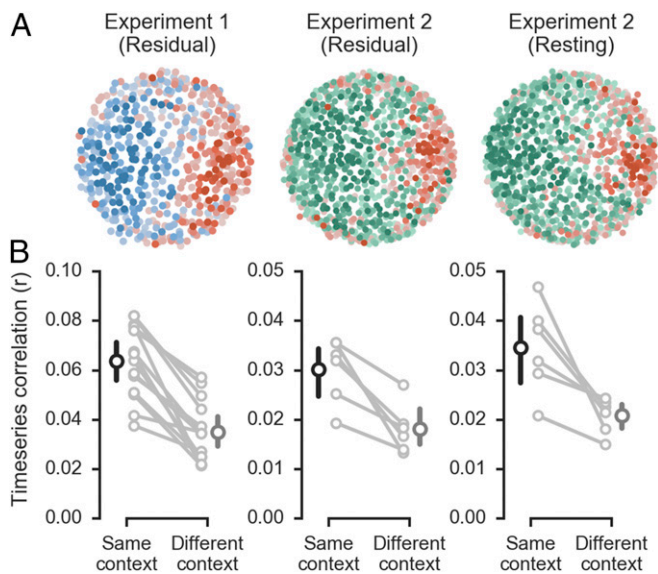 A
Experiment 1
(Residual)
Experiment 2
(Residual)
Experiment 2
(Resting)
B
Timeseries correlation (r)
0.10
0.08
0.06
0.04
0.02
0.00
Same
context
Different
context
0.05
0.04
0.03
0.02
0.01
0.00
Same
context
Different
context
0.05
0.04
0.03
0.02
0.01
0.00
Same
context
Different
context